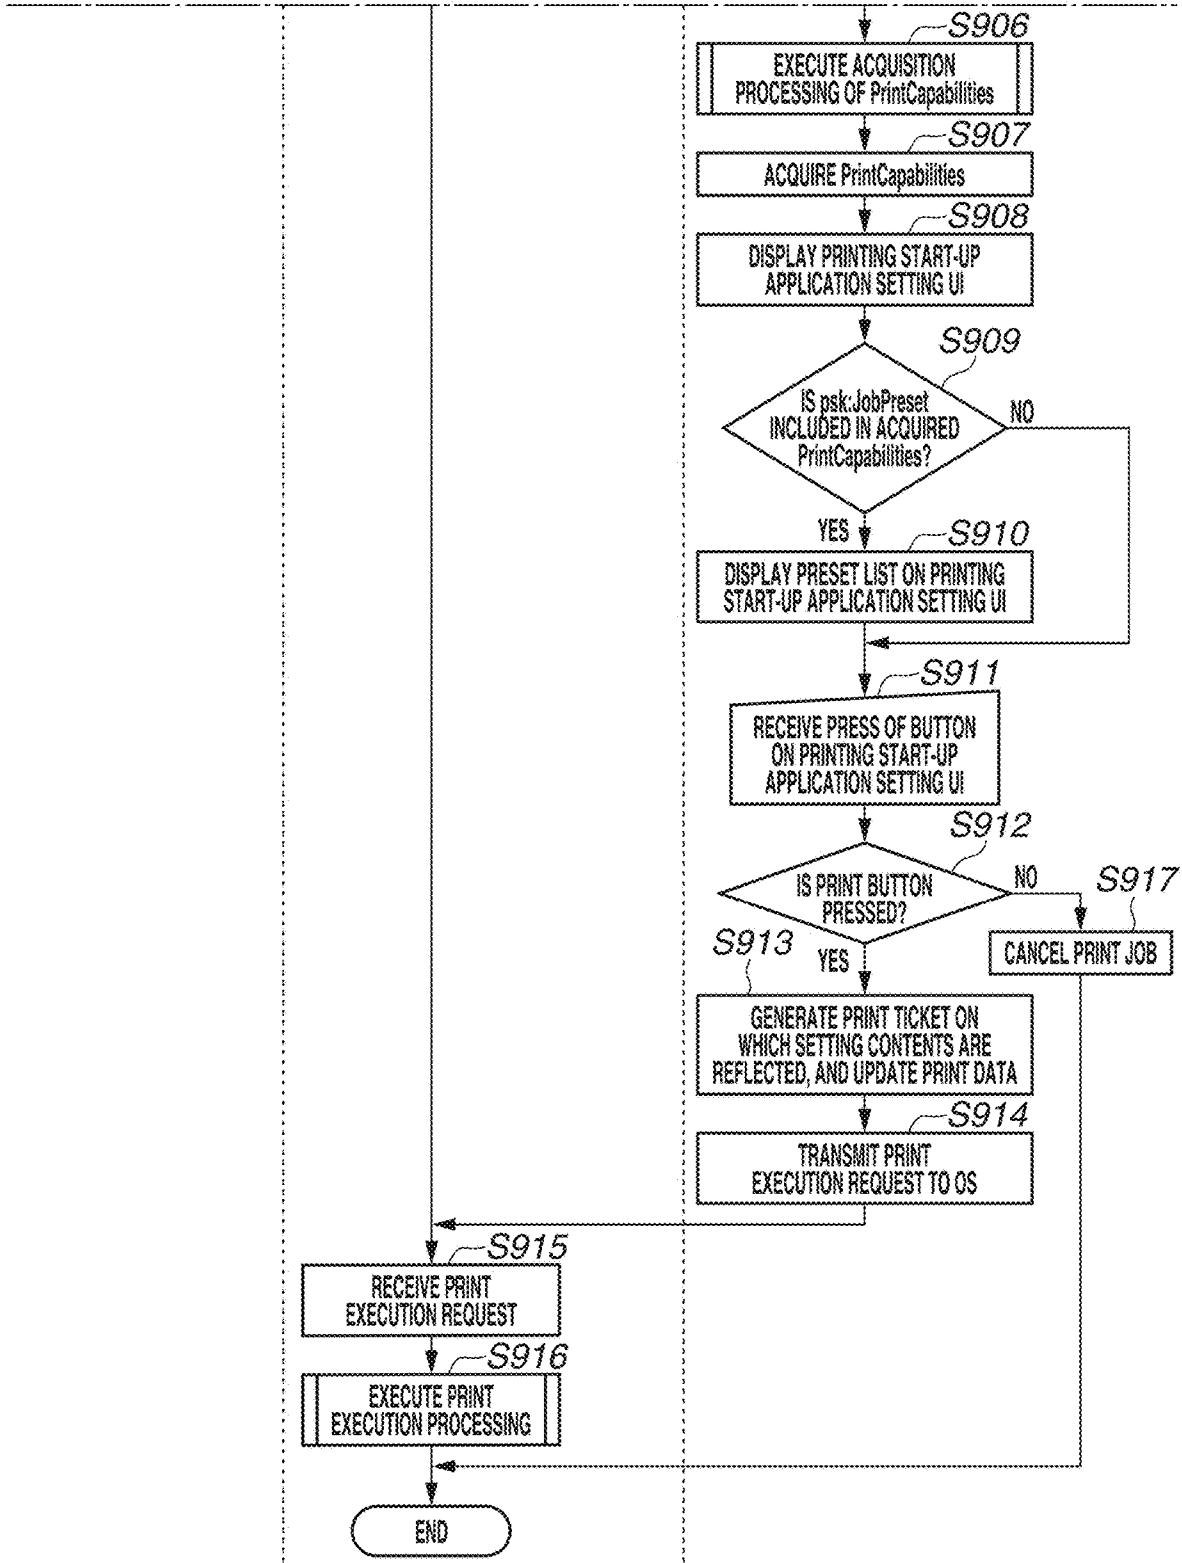 S906
EXECUTE ACQUISITION
PROCESSING OF PrintCapabilities
S907
ACQUIRE PrintCapabilities
S908
DISPLAY PRINTING START-UP
APPLICATION SETTING UI
S909
IS psk:JobPreset
INCLUDED IN ACQUIRED
PrintCapabilities?
NO
YES
S910
DISPLAY PRESET LIST ON PRINTING
START-UP APPLICATION SETTING UI
S911
RECEIVE PRESS OF BUTTON
ON PRINTING START-UP
APPLICATION SETTING UI
S912
IS PRINT BUTTON
PRESSED?
NO
S917
CANCEL PRINT JOB
YES
S913
GENERATE PRINT TICKET ON
WHICH SETTING CONTENTS ARE
REFLECTED, AND UPDATE PRINT DATA
S914
TRANSMIT PRINT
EXECUTION REQUEST TO OS
S915
RECEIVE PRINT
EXECUTION REQUEST
S916
EXECUTE PRINT
EXECUTION PROCESSING
END